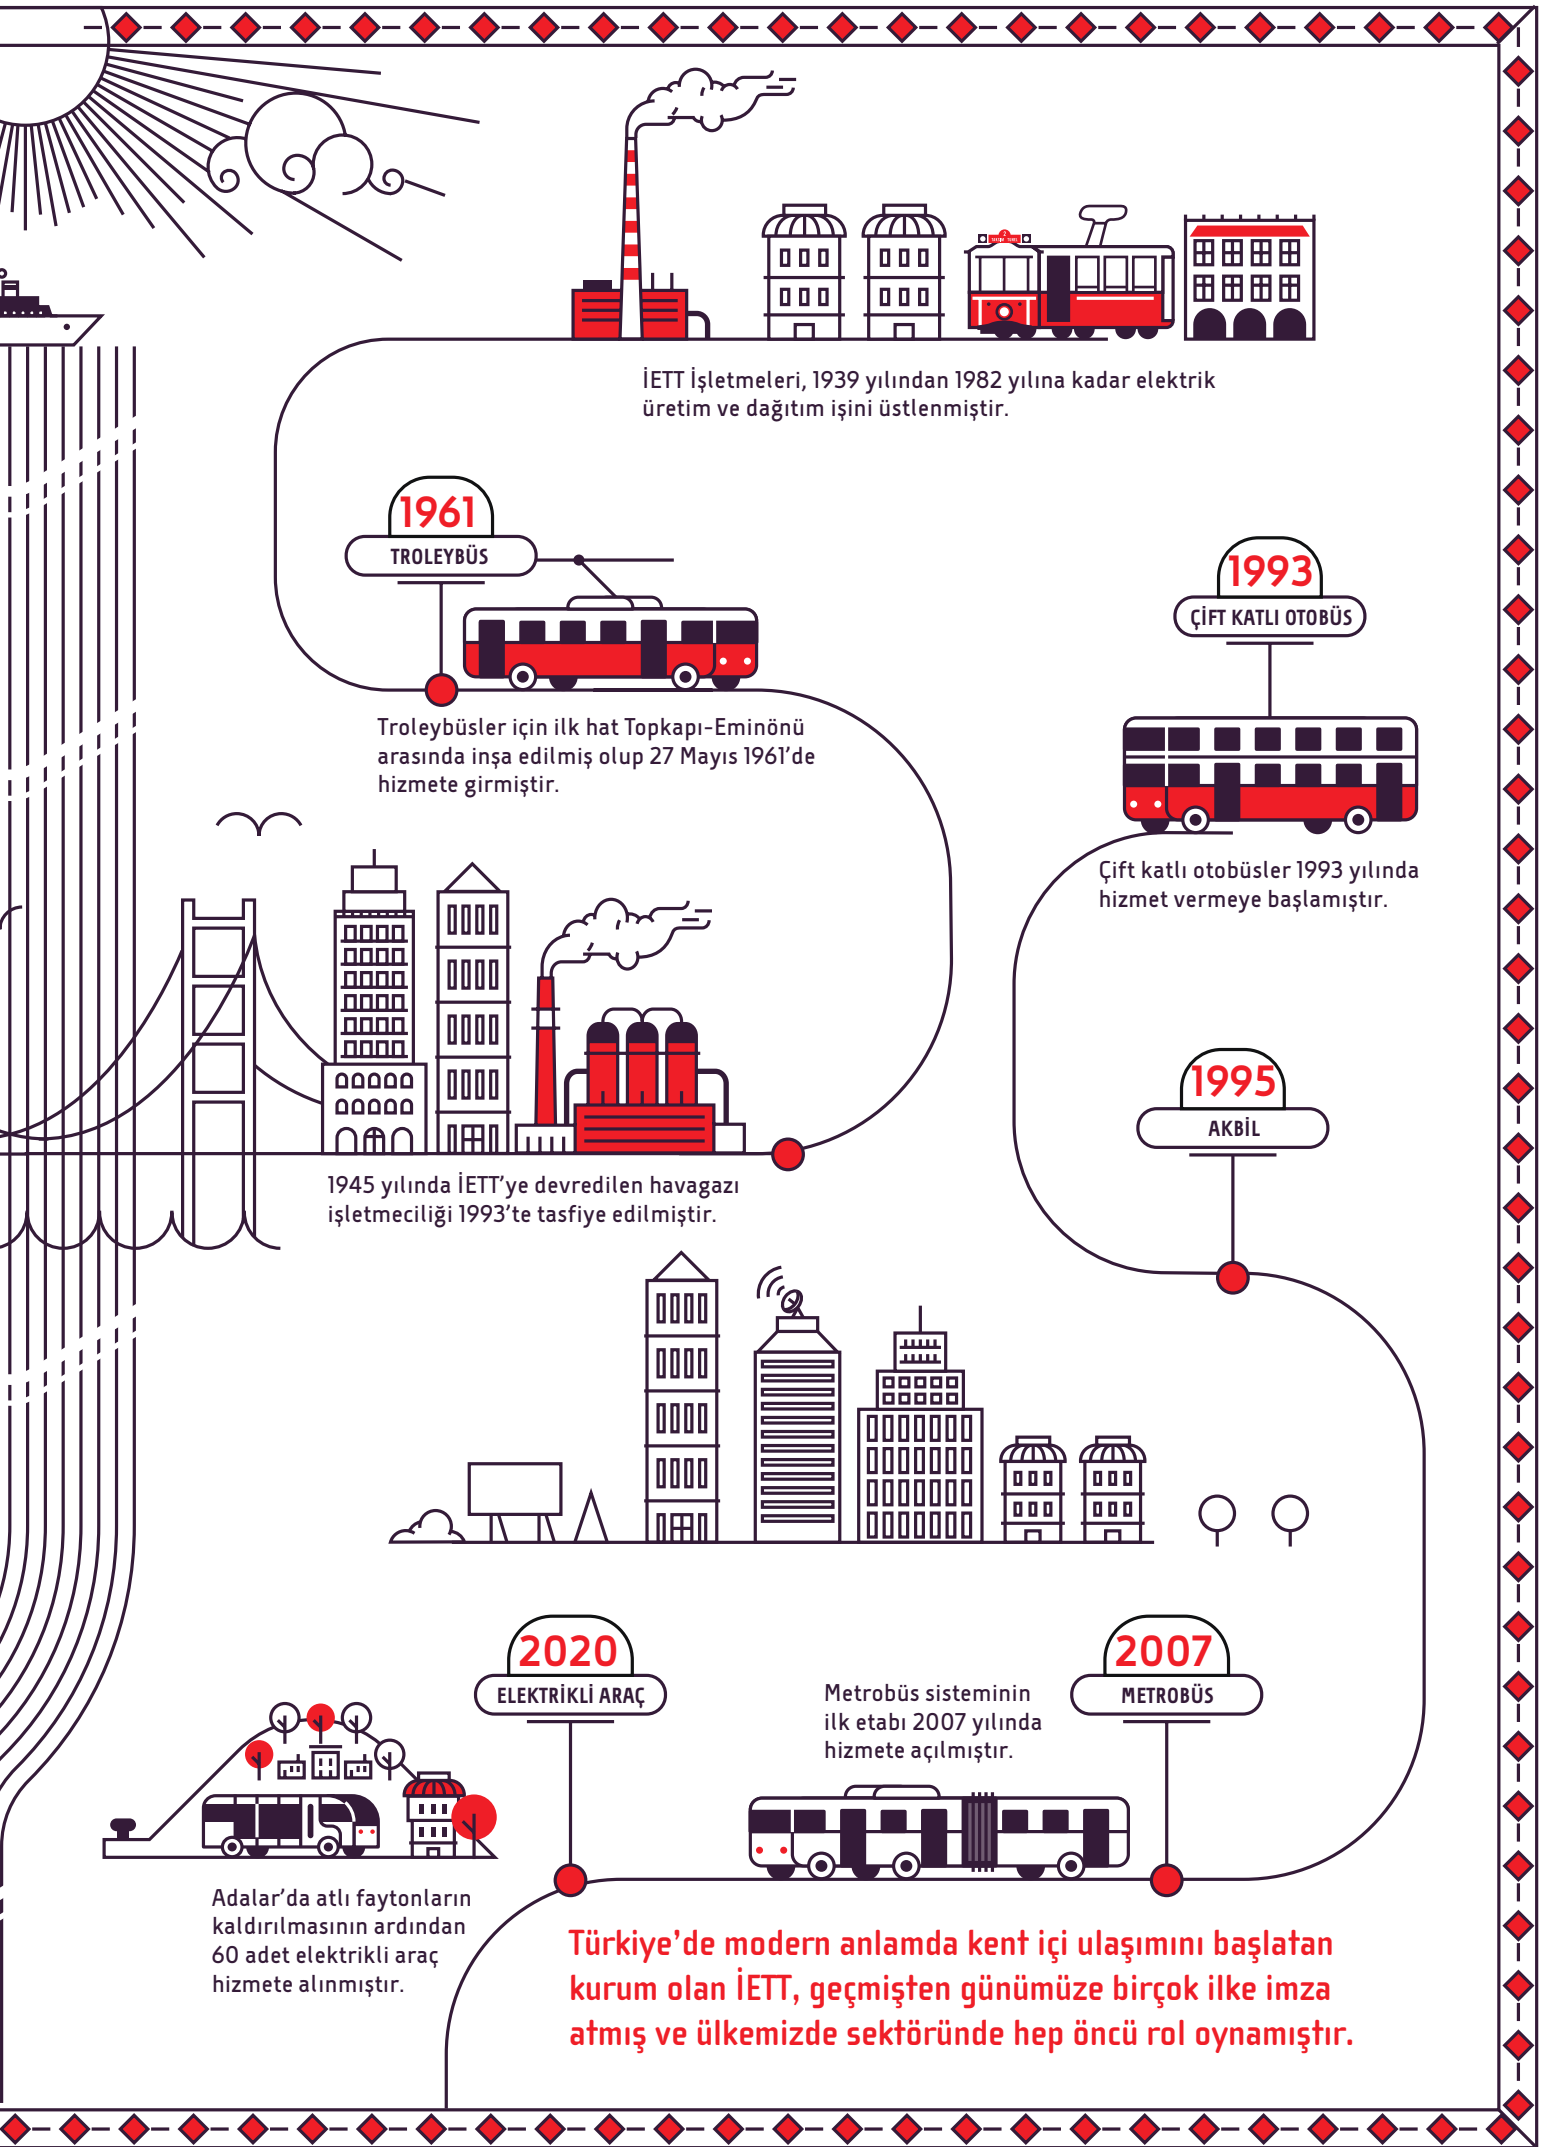 İETT İşletmeleri, 1939 yılından 1982 yılına kadar elektrik
üretim ve dağıtım işini üstlenmiştir.
1961
TROLEYBÜS
Troleybüsler için ilk hat Topkapı-Eminönü
arasında inşa edilmiş olup 27 Mayıs 1961’de
hizmete girmiştir.
1993
ÇİFT KATLI OTOBÜS
Çift katlı otobüsler 1993 yılında
hizmet vermeye başlamıştır.
1945 yılında İETT’ye devredilen havagazı
işletmeciliği 1993’te tasfiye edilmiştir.
1995
AKBİL
2007
METROBÜS
Metrobüs sisteminin
ilk etabı 2007 yılında
hizmete açılmıştır.
2020
ELEKTRİKLİ ARAÇ
Adalar’da atlı faytonların
kaldırılmasının ardından
60 adet elektrikli araç
hizmete alınmıştır.
Türkiye’de modern anlamda kent içi ulaşımını başlatan
kurum olan İETT, geçmişten günümüze birçok ilke imza
atmış ve ülkemizde sektöründe hep öncü rol oynamıştır.